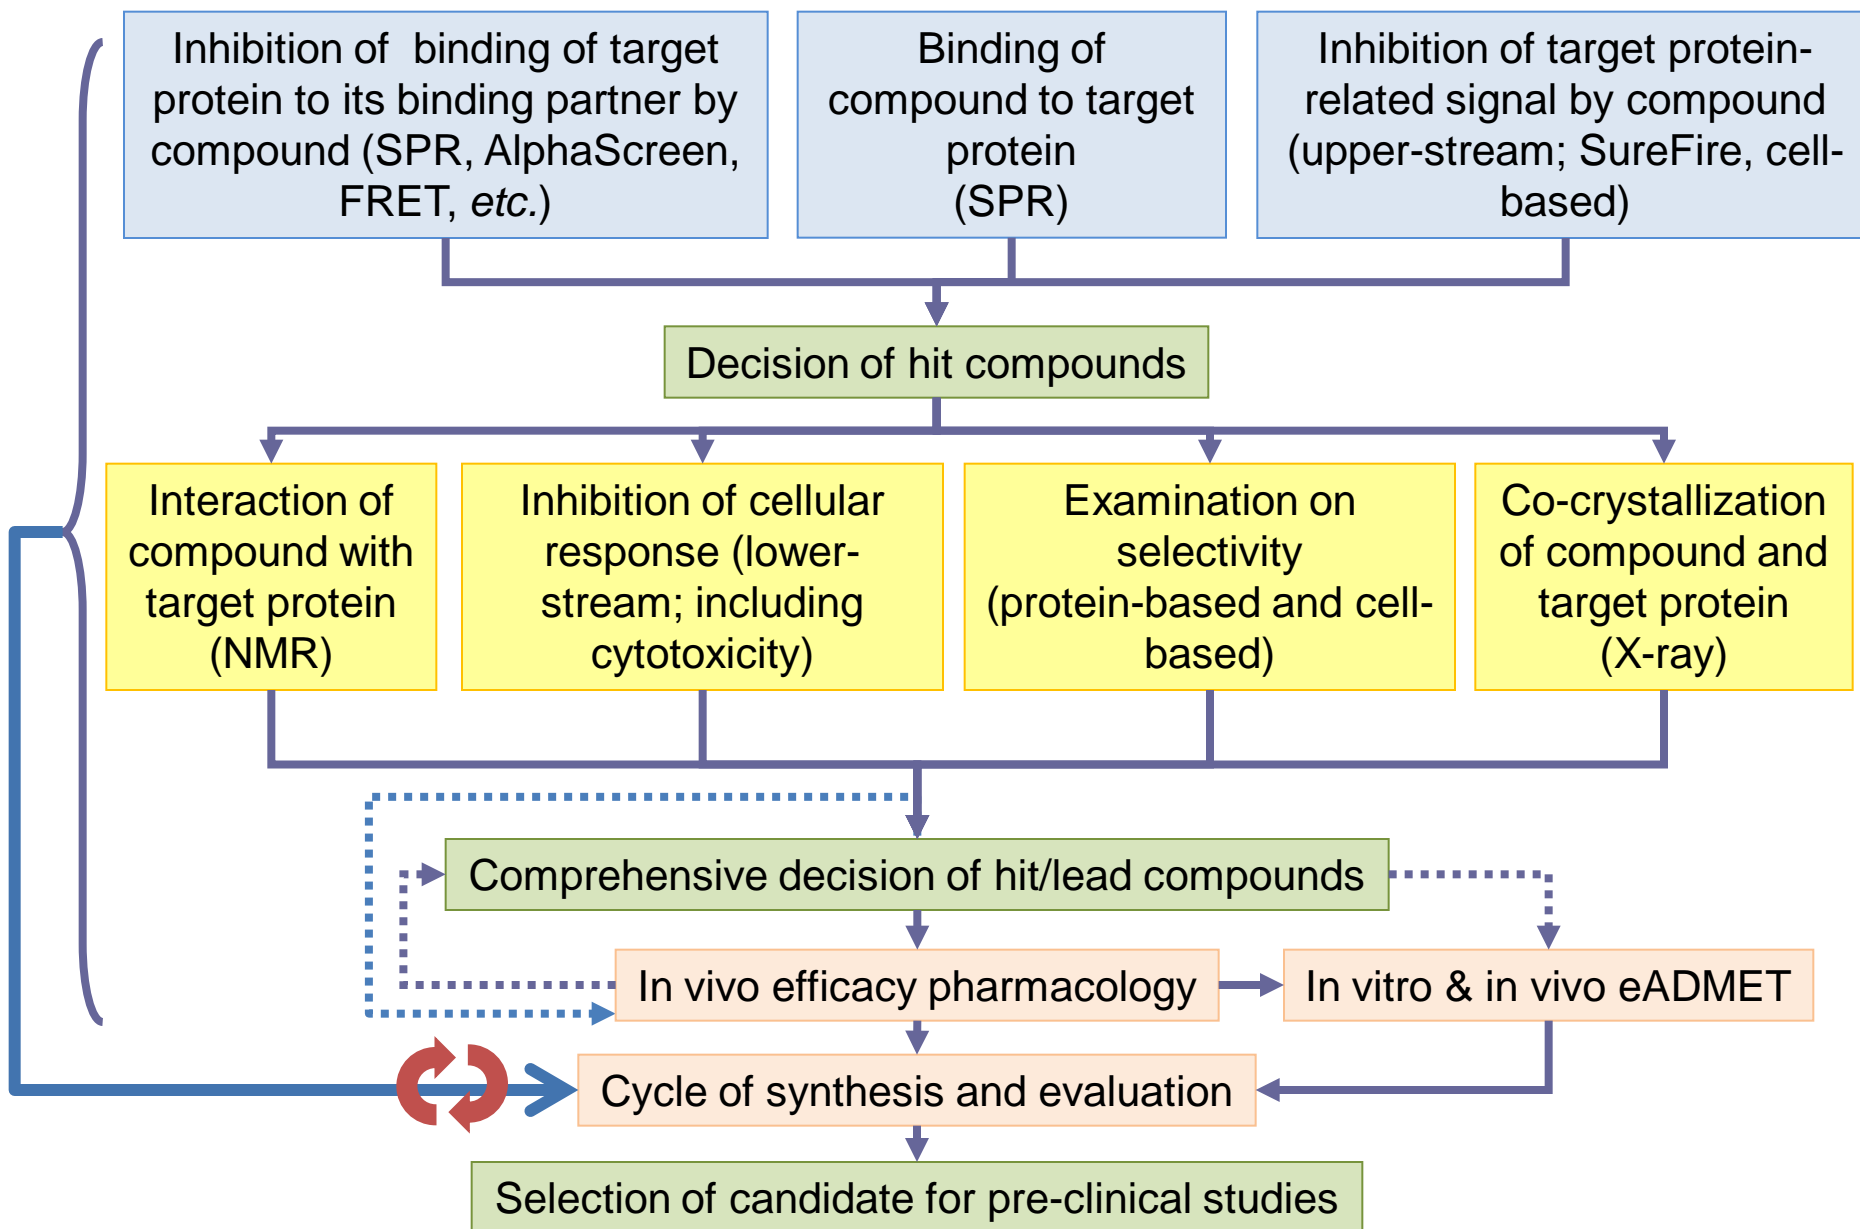 Inhibition of  binding of target
protein to its binding partner by
compound (SPR, AlphaScreen,
FRET, etc.)
Binding of
compound to target
protein
(SPR)
Inhibition of target protein-
related signal by compound
(upper-stream; SureFire, cell-
based)
Decision of hit compounds
Interaction of
compound with
target protein
(NMR)
Inhibition of cellular
response (lower-
stream; including
cytotoxicity)
Examination on
selectivity
(protein-based and cell-
based)
Co-crystallization
of compound and
target protein
(X-ray)
Comprehensive decision of hit/lead compounds
In vivo efficacy pharmacology
In vitro & in vivo eADMET
Cycle of synthesis and evaluation
Selection of candidate for pre-clinical studies